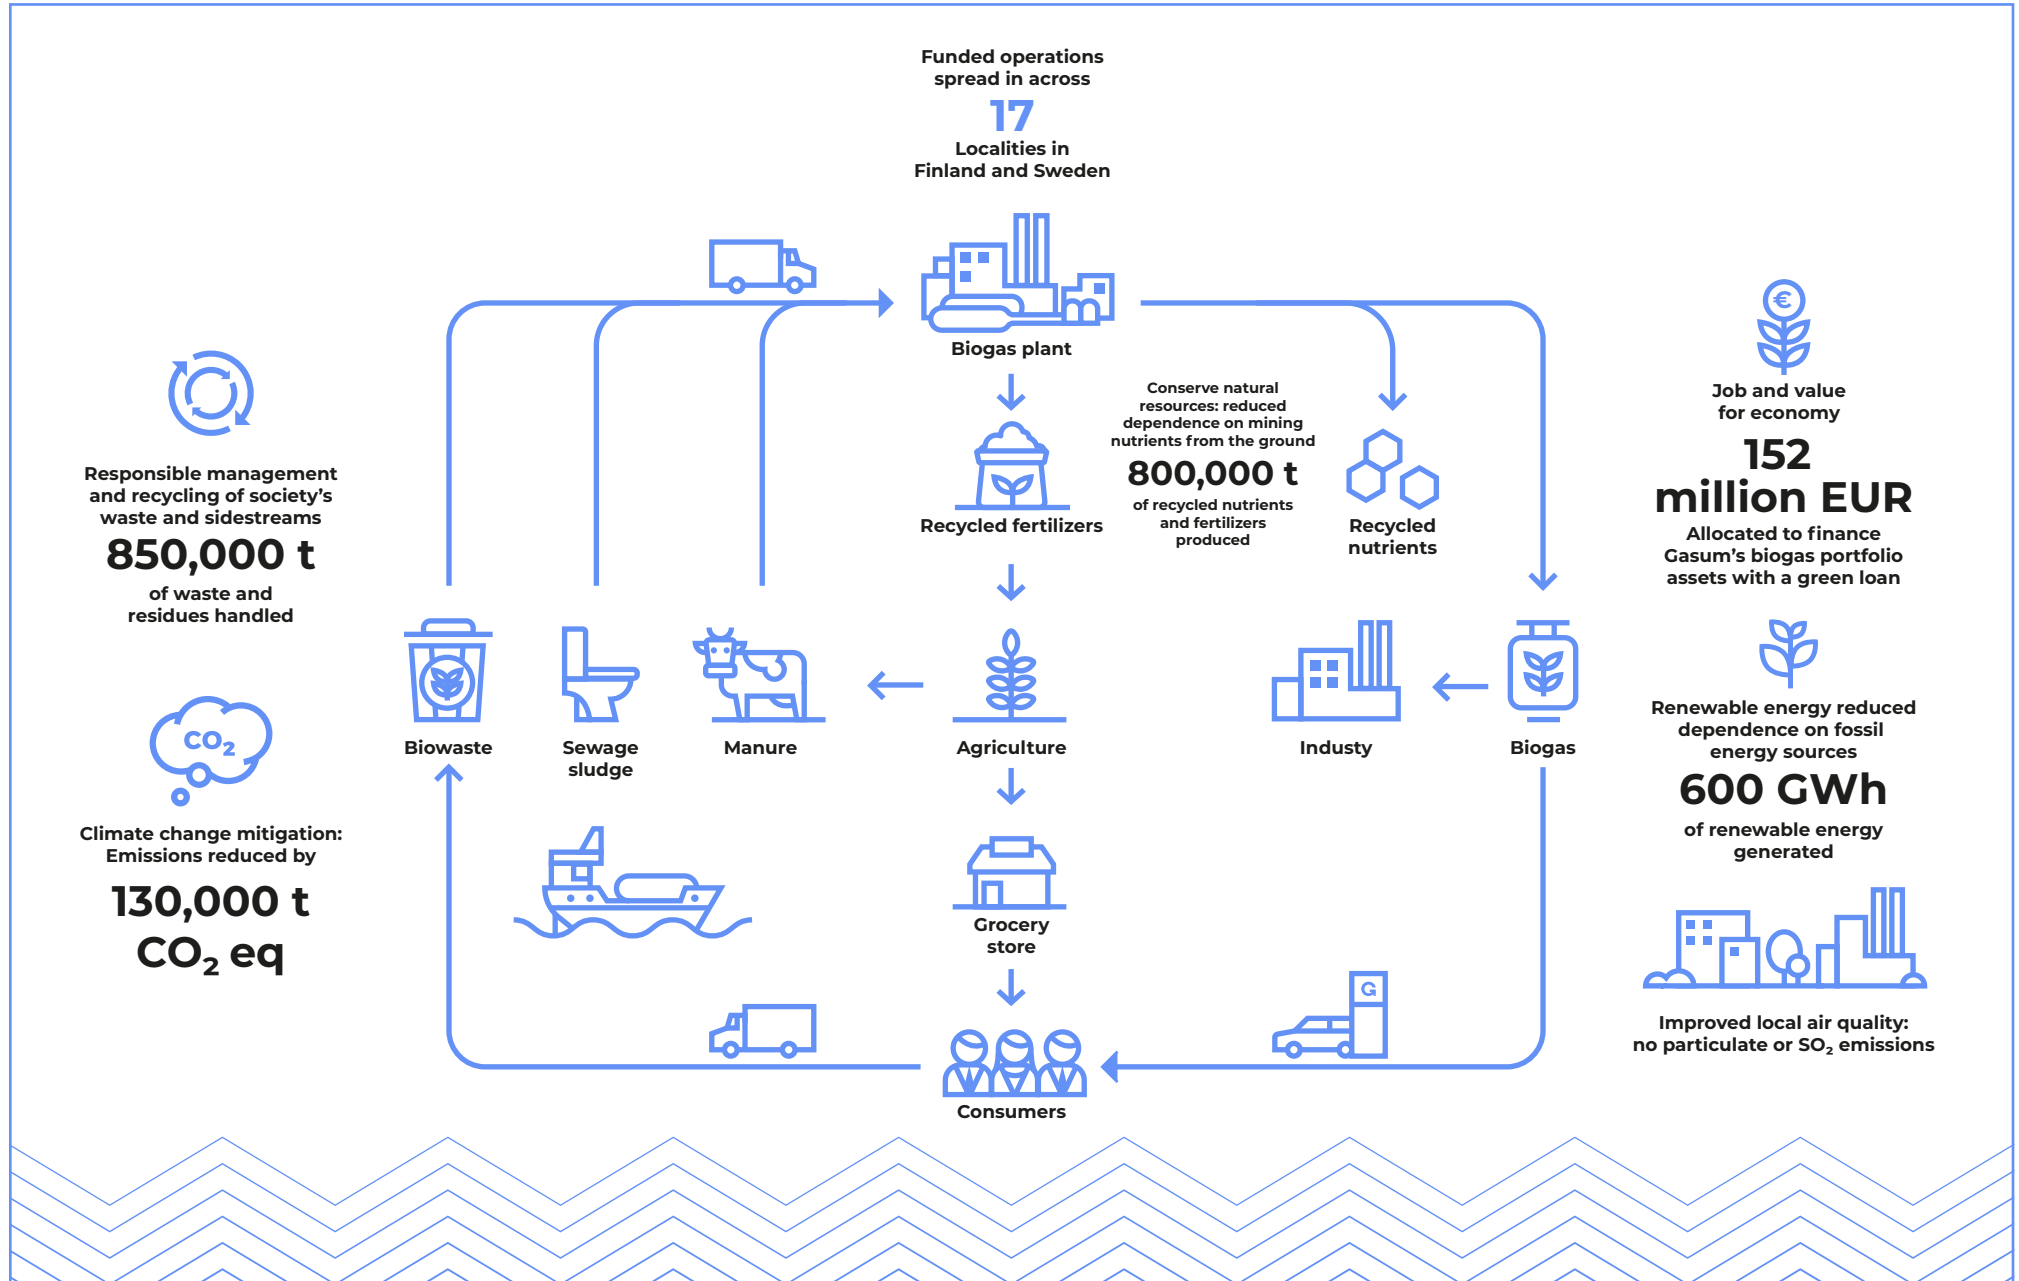 Funded operations
spread in across
17
Localities in
Finland and Sweden
Biogas plant
Responsible management
and recycling of society’s
waste and sidestreams
850,000 t
of waste and
residues handled
CO₂
Climate change mitigation:
Emissions reduced by
130,000 t
CO₂ eq
Biowaste
Sewage
sludge
Manure
Recycled fertilizers
Conserve natural
resources: reduced
dependence on mining
nutrients from the ground
800,000 t
of recycled nutrients
and fertilizers
produced
Recycled
nutrients
Agriculture
Industy
Biogas
Grocery
store
G
Consumers
€
Job and value
for economy
152
million EUR
Allocated to finance
Gasum’s biogas portfolio
assets with a green loan
Renewable energy reduced
dependence on fossil
energy sources
600 GWh
of renewable energy
generated
Improved local air quality:
no particulate or SO₂ emissions